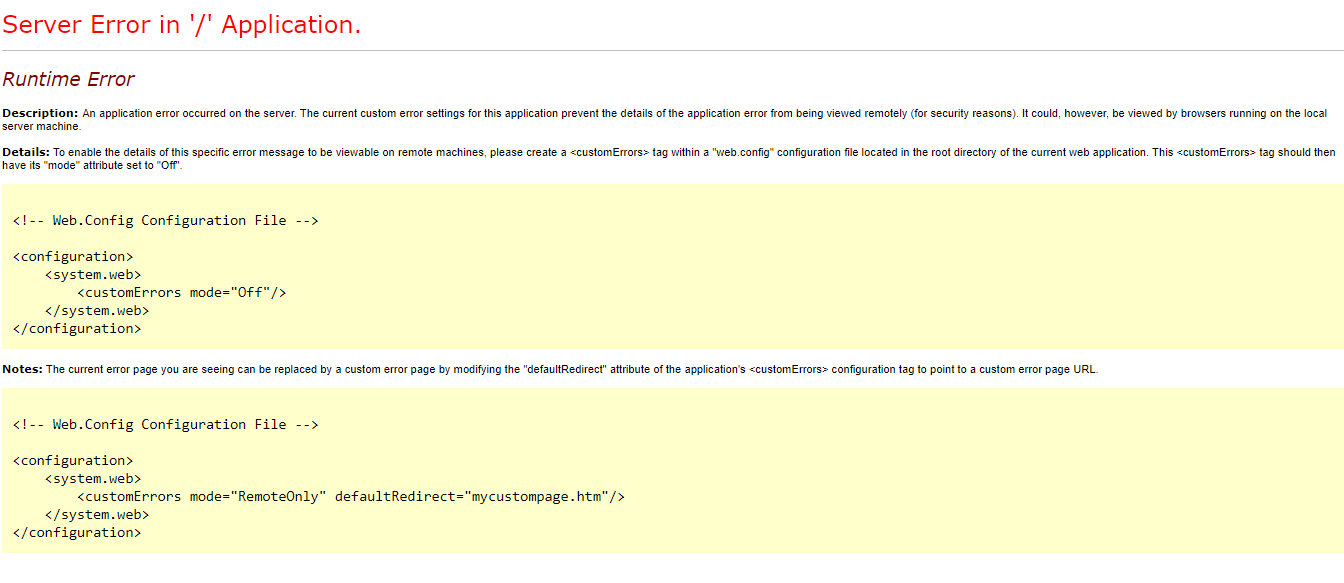 Server Error in '/' Application.
Runtime Error
Description: An application error occurred on the server. The current custom error settings for this application prevent the details of the application error from being viewed remotely (for security reasons). It could, however, be viewed by browsers running on the local
server machine.
Details: To enable the details of this specific error message to be viewable on remote machines, please create a <customErrors> tag within a "web.config" configuration file located in the root directory of the current web application. This <customErrors> tag should then
have its "mode" attribute set to "Off".
<!-- Web.Config Configuration File -->
<configuration>
    <system.web>
        <customErrors mode="Off"/>
    </system.web>
</configuration>
Notes: The current error page you are seeing can be replaced by a custom error page by modifying the "defaultRedirect" attribute of the application's <customErrors> configuration tag to point to a custom error page URL.
<!-- Web.Config Configuration File -->
<configuration>
    <system.web>
        <customErrors mode="RemoteOnly" defaultRedirect="mycustompage.htm"/>
    </system.web>
</configuration>